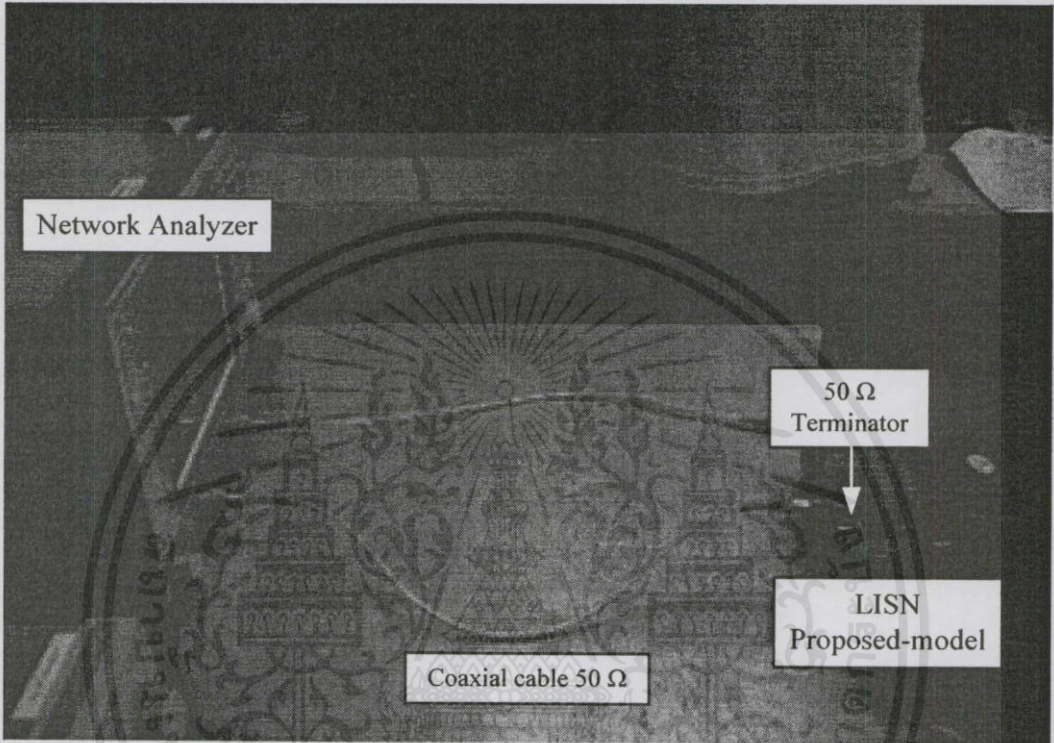 Network Analyzer
50 Ω
Terminator
LISN
Proposed-model
Coaxial cable 50 Ω